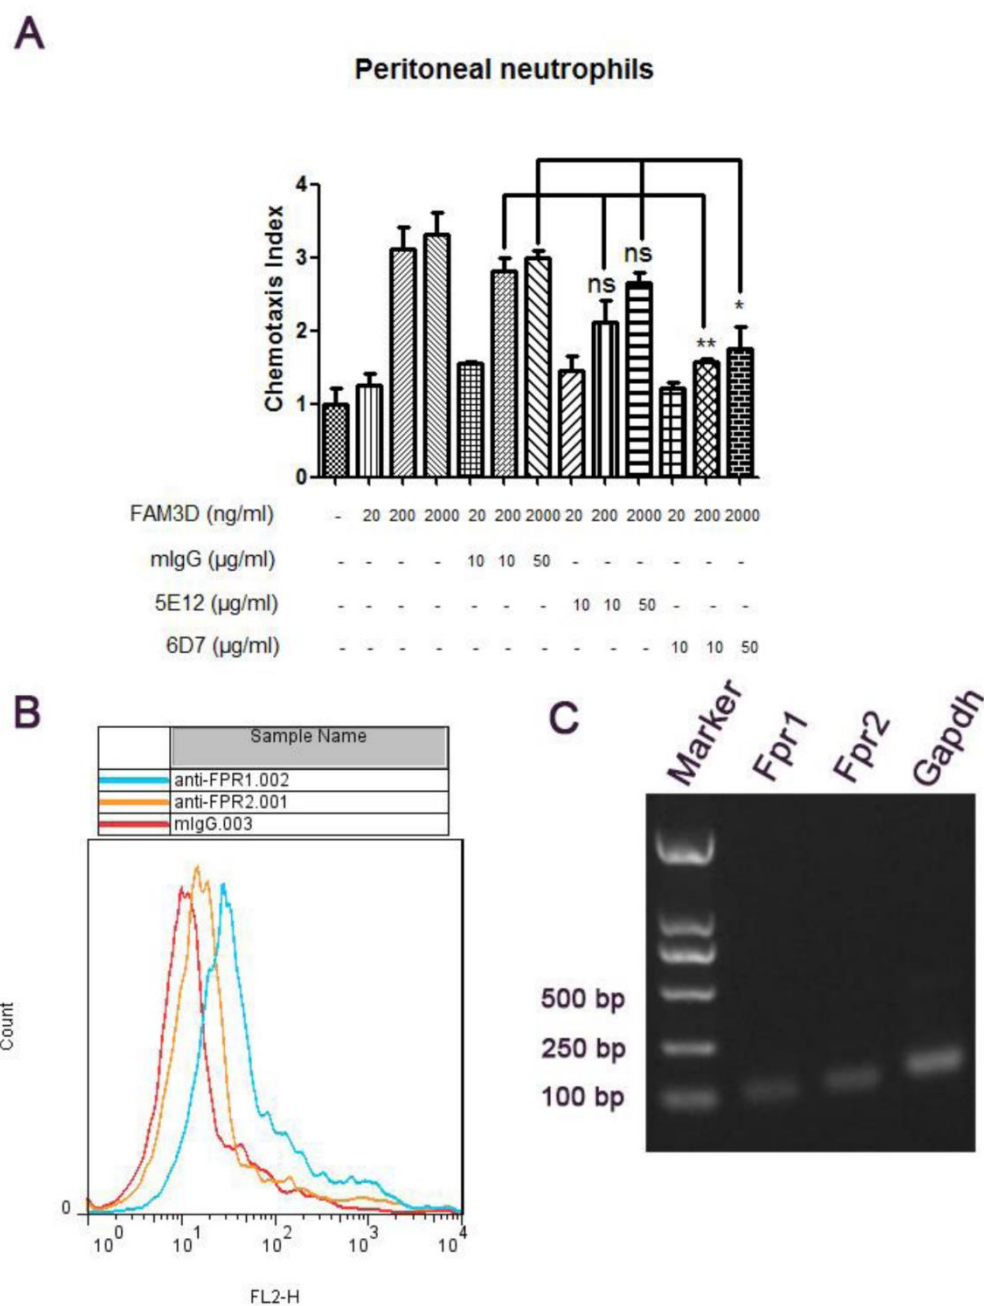 A
Peritoneal neutrophils
Chemotaxis Index
4
3
2
1
0
ns
ns
**
*
FAM3D (ng/ml) - 20 200 2000 20 200 2000 20 200 2000 20 200 2000
mIgG (µg/ml) - - - - 10 10 50 - - - - - -
5E12 (µg/ml) - - - - - - - 10 10 50 - - -
6D7 (µg/ml) - - - - - - - - - - 10 10 50
B
Sample Name
anti-FPR1.002
anti-FPR2.001
mIgG.003
Count
0
10^0 10^1 10^2 10^3 10^4
FL2-H
C
Marker Fpr1 Fpr2 Gapdh
500 bp
250 bp
100 bp